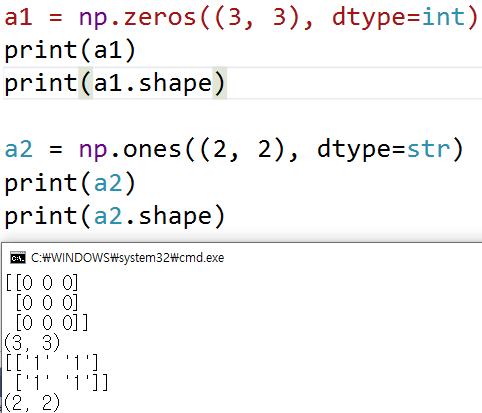 a1 = np.zeros((3, 3), dtype=int)
print(a1)
print(a1.shape)
a2 = np.ones((2, 2), dtype=str)
print(a2)
print(a2.shape)
C:₩WINDOWS₩system32₩cmd.exe
[[0 0 0]
 [0 0 0]
 [0 0 0]]
(3, 3)
[['1' '1']
 ['1' '1']]
(2, 2)